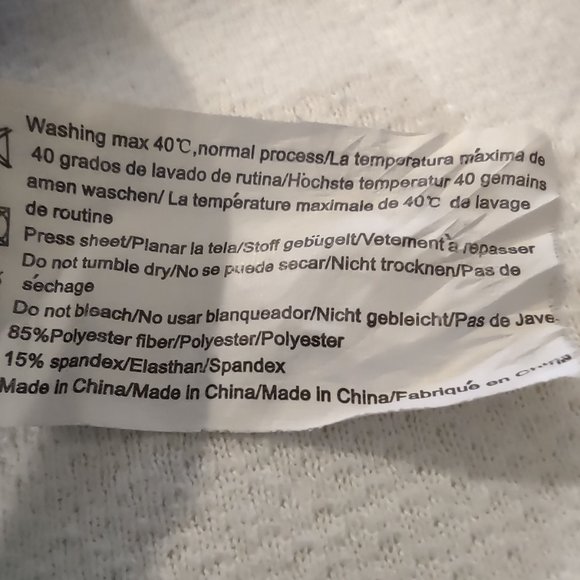 Washing max 40℃,normal process/La temporatura máxima de
40 grados de lavado de rutina/Höchste temperatur 40 gemains
amen waschen/ La température maximale de 40℃ de lavage
de routine
Press sheet/Planar la tela/Stoff gebügelt/Vetement à repasser
Do not tumble dry/No se puede secar/Nicht trocknen/Pas de
séchage
Do not bleach/No usar blanqueador/Nicht gebleicht/Pas de Jave-
85%Polyester fiber/Polyester/Polyester
15% spandex/Elasthan/Spandex
Made in China/Made in China/Made in China/Fabriqué en China